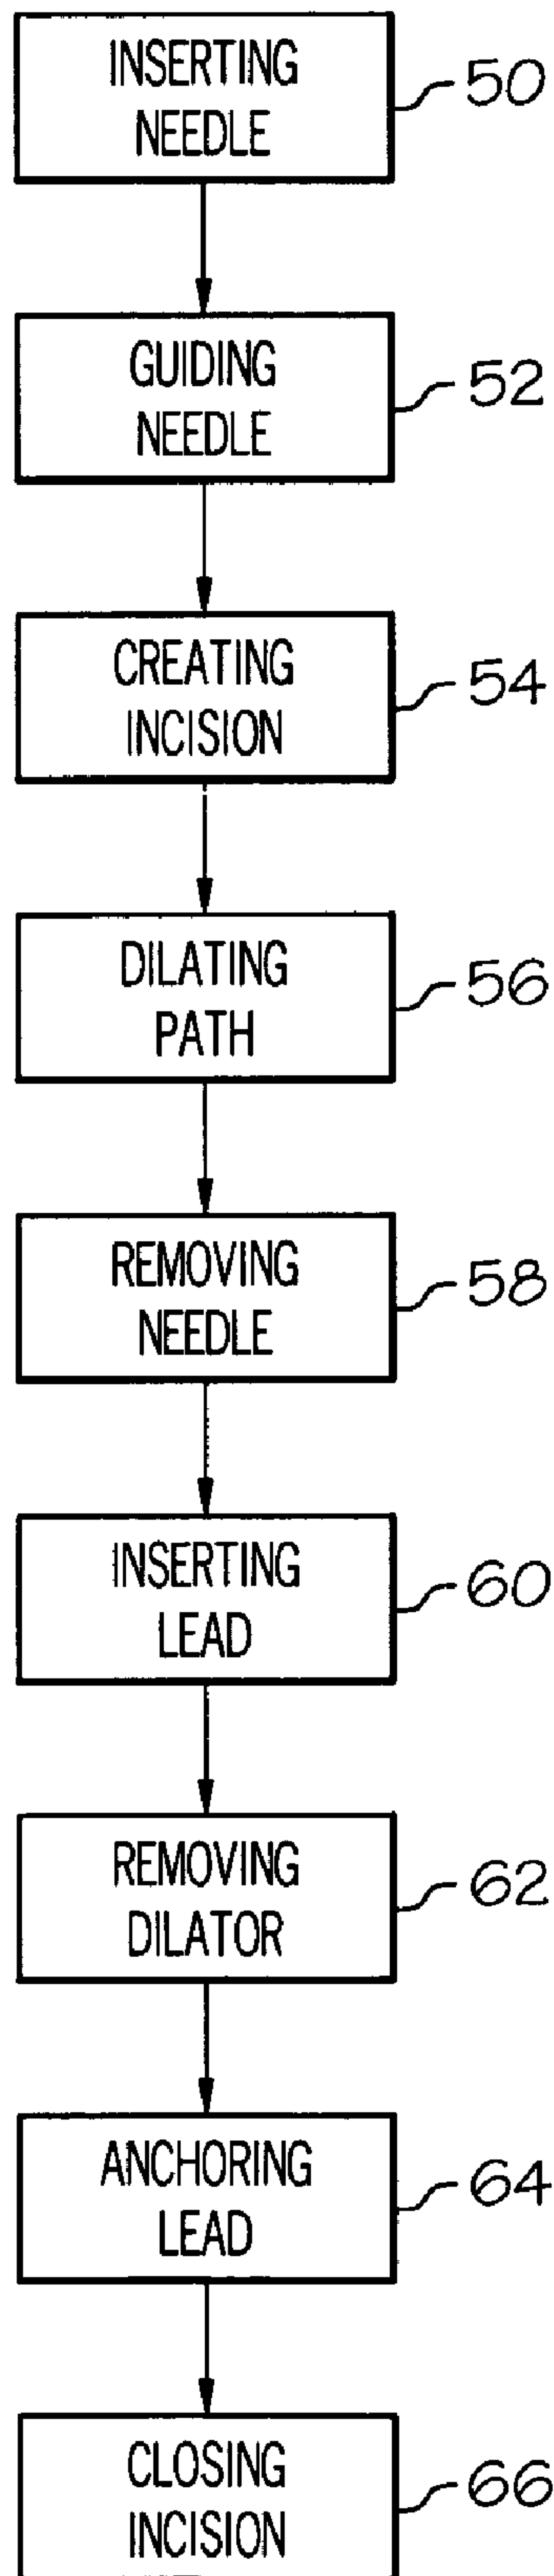 INSERTING
NEEDLE
50
GUIDING
NEEDLE
52
CREATING
INCISION
54
DILATING
PATH
56
REMOVING
NEEDLE
58
INSERTING
LEAD
60
REMOVING
DILATOR
62
ANCHORING
LEAD
64
CLOSING
INCISION
66